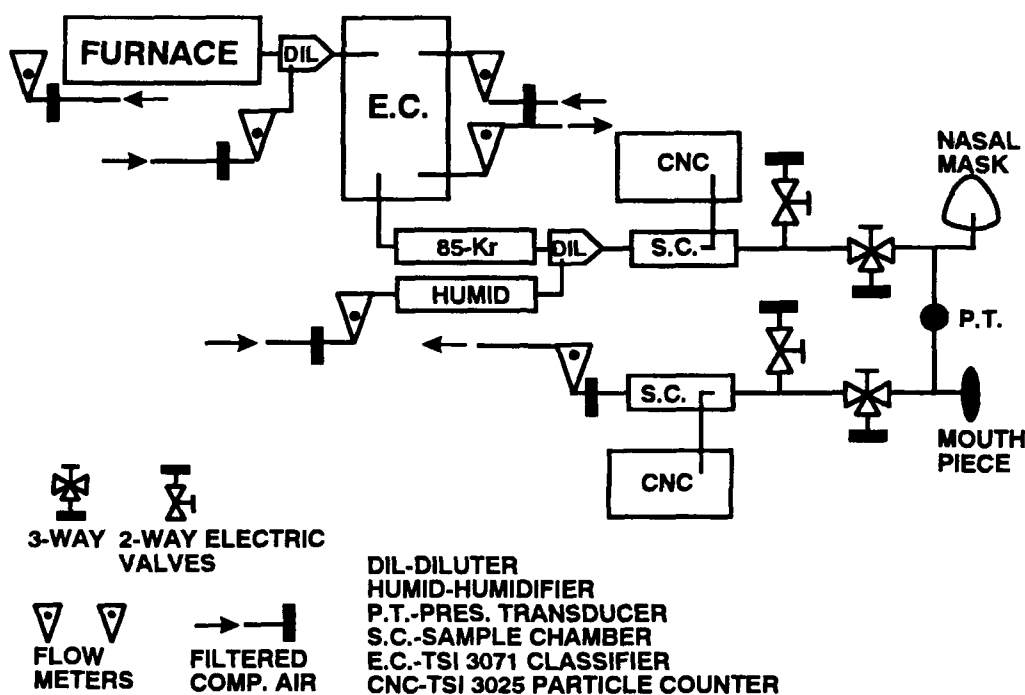 FURNACE
DIL
E.C.
CNC
NASAL
MASK
85-Kr
DIL
S.C.
HUMID
P.T.
S.C.
MOUTH
PIECE
CNC
3-WAY 2-WAY ELECTRIC
VALVES
FLOW
METERS
FILTERED
COMP. AIR
DIL-DILUTER
HUMID-HUMIDIFIER
P.T.-PRES. TRANSDUCER
S.C.-SAMPLE CHAMBER
E.C.-TSI 3071 CLASSIFIER
CNC-TSI 3025 PARTICLE COUNTER